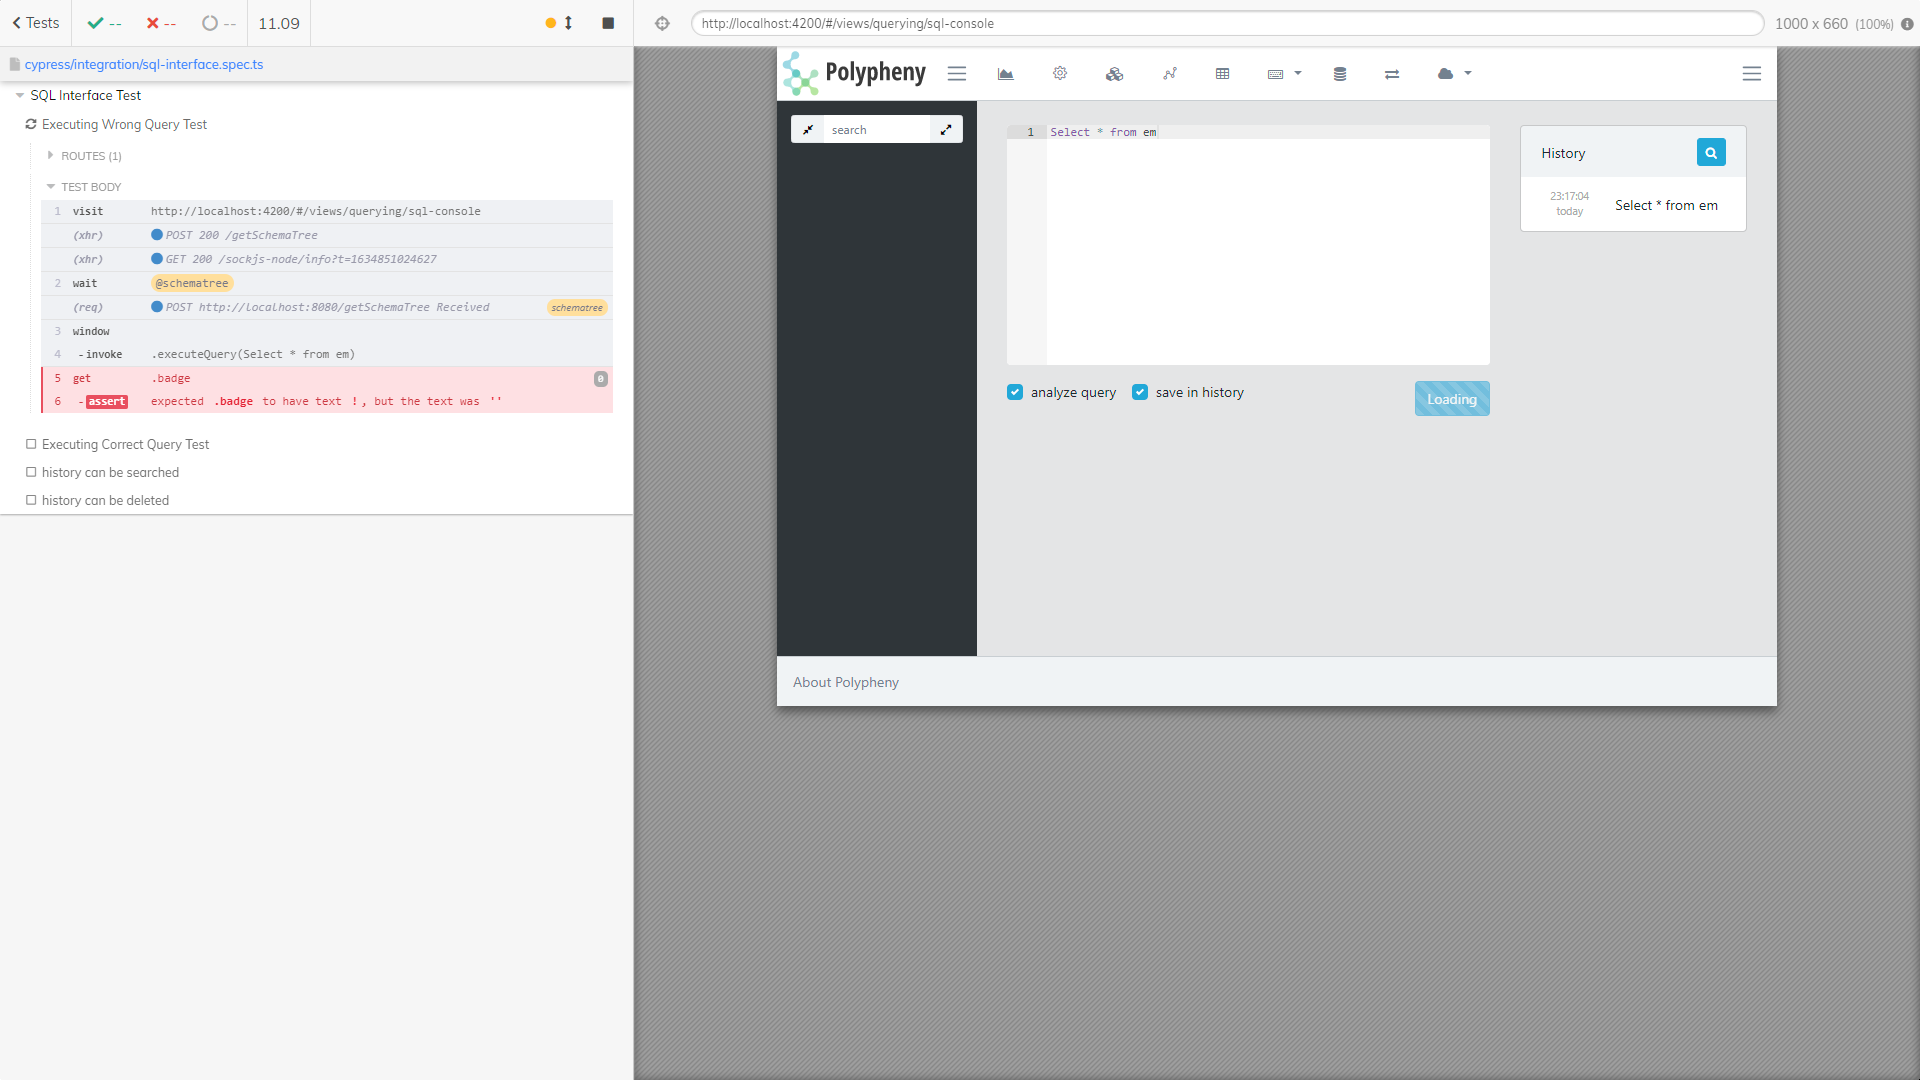 Tests
--
--
--
11.09
http://localhost:4200/#/views/querying/sql-console
1000 x 660 (100%)
cypress/integration/sql-interface.spec.ts
SQL Interface Test
Executing Wrong Query Test
ROUTES (1)
TEST BODY
1 visit http://localhost:4200/#/views/querying/sql-console
(xhr) POST 200 /getSchemaTree
(xhr) GET 200 /sockjs-node/info?t=1634851024627
2 wait @schematree
(req) POST http://localhost:8080/getSchemaTree Received schematree
3 window
4 -invoke .executeQuery(Select * from em)
5 get .badge 0
6 -assert expected .badge to have text !, but the text was ''
Executing Correct Query Test
history can be searched
history can be deleted
Polypheny
search
1 Select * from em
analyze query
save in history
Loading
History
23:17:04
today
Select * from em
About Polypheny